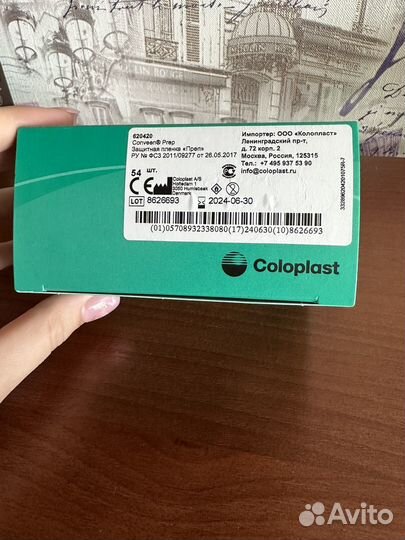 620420
Conveen® Prep
Защитная пленка «Преп»
РУ № ФСЗ 2011/09277 от 26.05.2017
Импортер: ООО «Колопласт»
Ленинградский пр-т,
д. 72 корп. 2
Москва, Россия, 125315
Тел.: +7 495 937 53 90
info@coloplast.ru
54 шт.
CE
Coloplast A/S
Holtedam 1
3050 Humlebaek
Denmark
LOT 8626693
2024-06-30
(01)05708932338080(17)240630(10)8626693
Coloplast
Avito